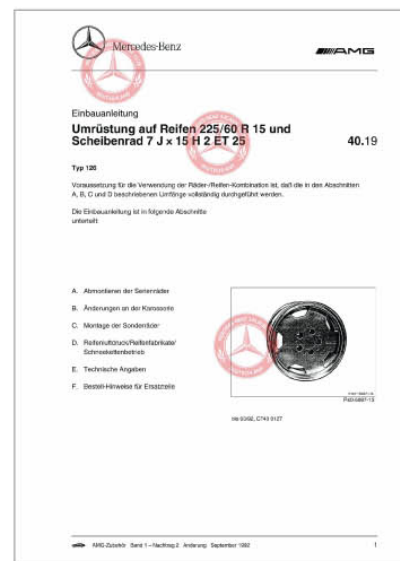 Mercedes-Benz
AMG
Einbauanleitung
Umrüstung auf Reifen 225/60 R 15 und
Scheibenrad 7 J x 15 H 2 ET 25
40.19
Typ 126
Voraussetzung für die Verwendung der Räder-/Reifen-Kombination ist, daß die in den Abschnitten
A, B, C und D beschriebenen Umfänge vollständig durchgeführt werden.
Die Einbauanleitung ist in folgende Abschnitte
unterteilt:
A. Abmontieren der Serienräder
B. Änderungen an der Karosserie
C. Montage der Sonderräder
D. Reifenluftdruck/Reifenfabrikate/
Schneekettenbetrieb
E. Technische Angaben
F. Bestell-Hinweise für Ersatzteile
AMG-Zubehör Band 1 – Nachtrag 2 Änderung September 1992
1